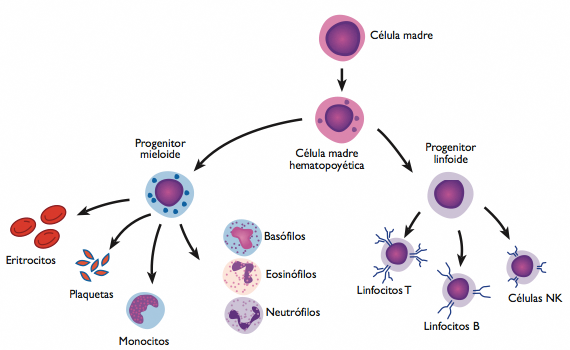 Célula madre
Célula madre
hematopoyética
Progenitor
mieloide
Progenitor
linfoide
Eritrocitos
Plaquetas
Monocitos
Basófilos
Eosinófilos
Neutrófilos
Linfocitos T
Linfocitos B
Células NK